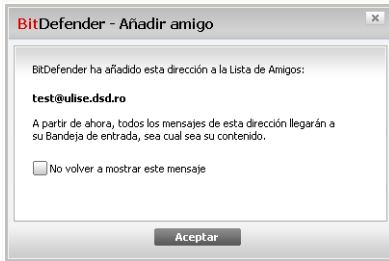 BitDefender - Añadir amigo
BitDefender ha añadido esta dirección a la Lista de Amigos:
test@ulise.dsd.ro
A partir de ahora, todos los mensajes de esta dirección llegarán a
su Bandeja de entrada, sea cual sea su contenido.
No volver a mostrar este mensaje
Aceptar